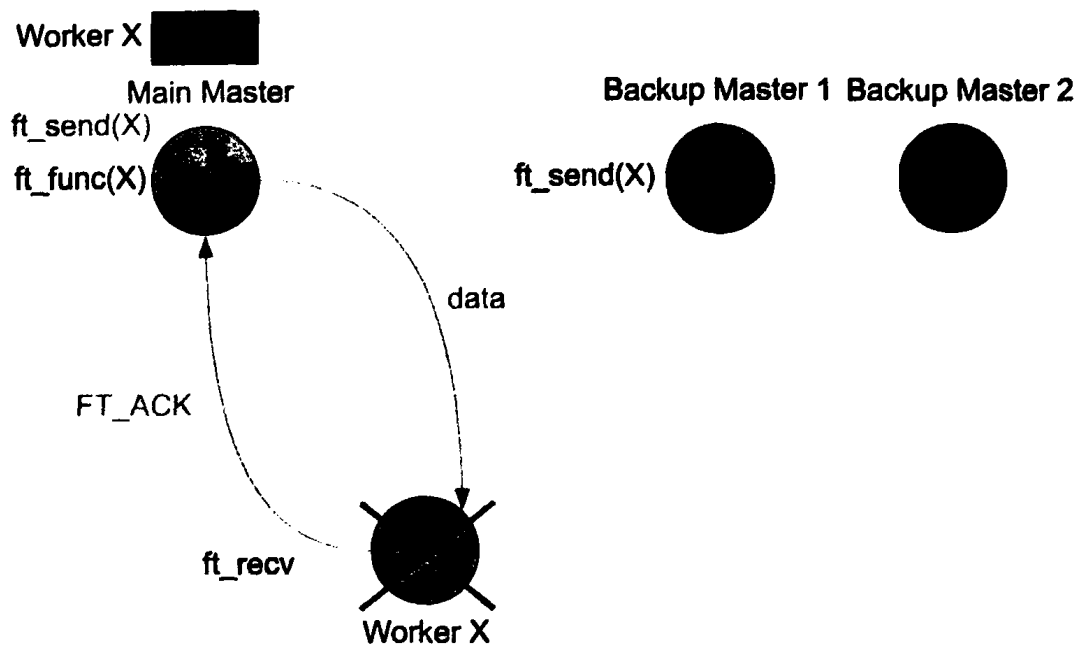 Worker X
Main Master
ft_send(X)
ft_func(X)
Backup Master 1
Backup Master 2
ft_send(X)
data
FT_ACK
ft_recv
Worker X